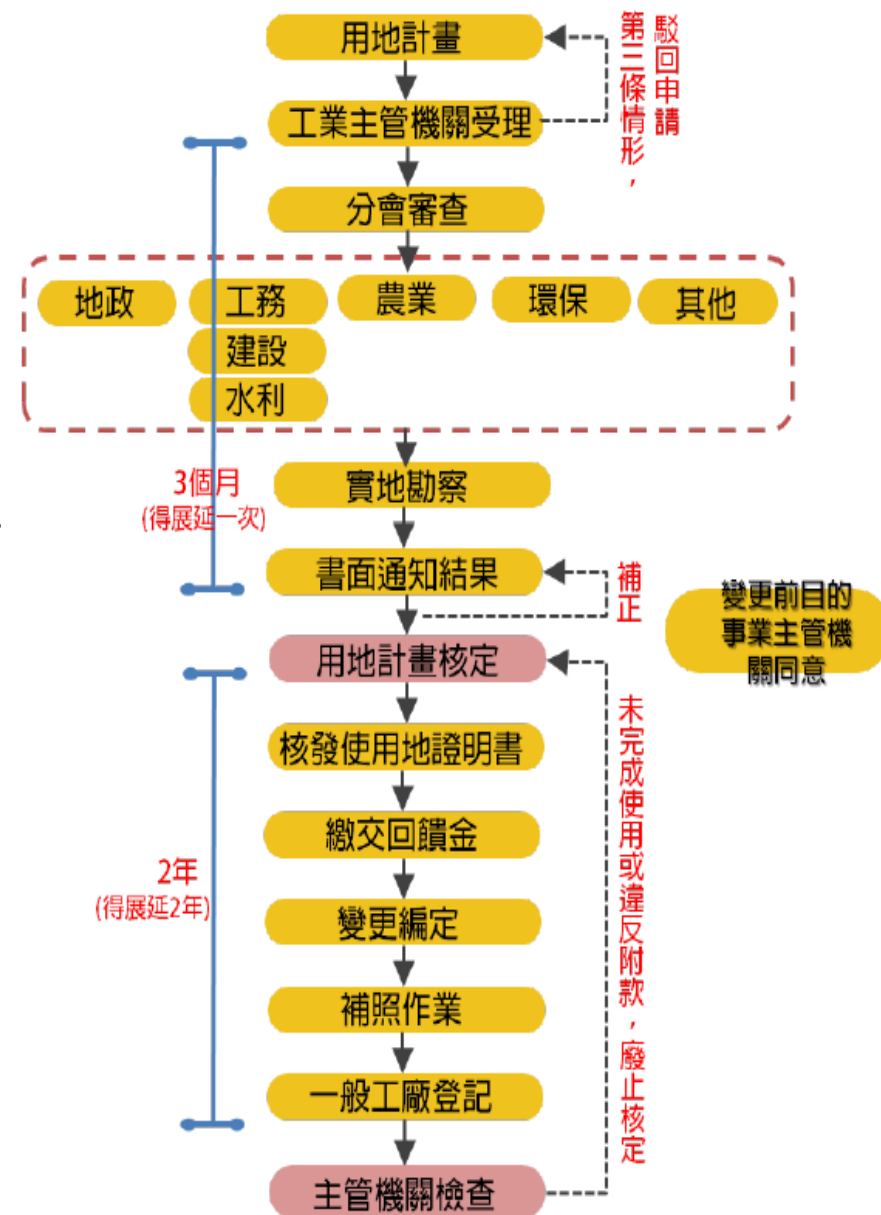 用地計畫
工業主管機關受理
第三條情形，
駁回申請
分會審查
地政
工務
農業
環保
其他
建設
水利
3個月
(得展延一次)
實地勘察
書面通知結果
補正
變更前目的
事業主管機
關同意
用地計畫核定
核發使用地證明書
繳交回饋金
2年
(得展延2年)
變更編定
補照作業
一般工廠登記
主管機關檢查
未完成使用或違反附款，廢止核定